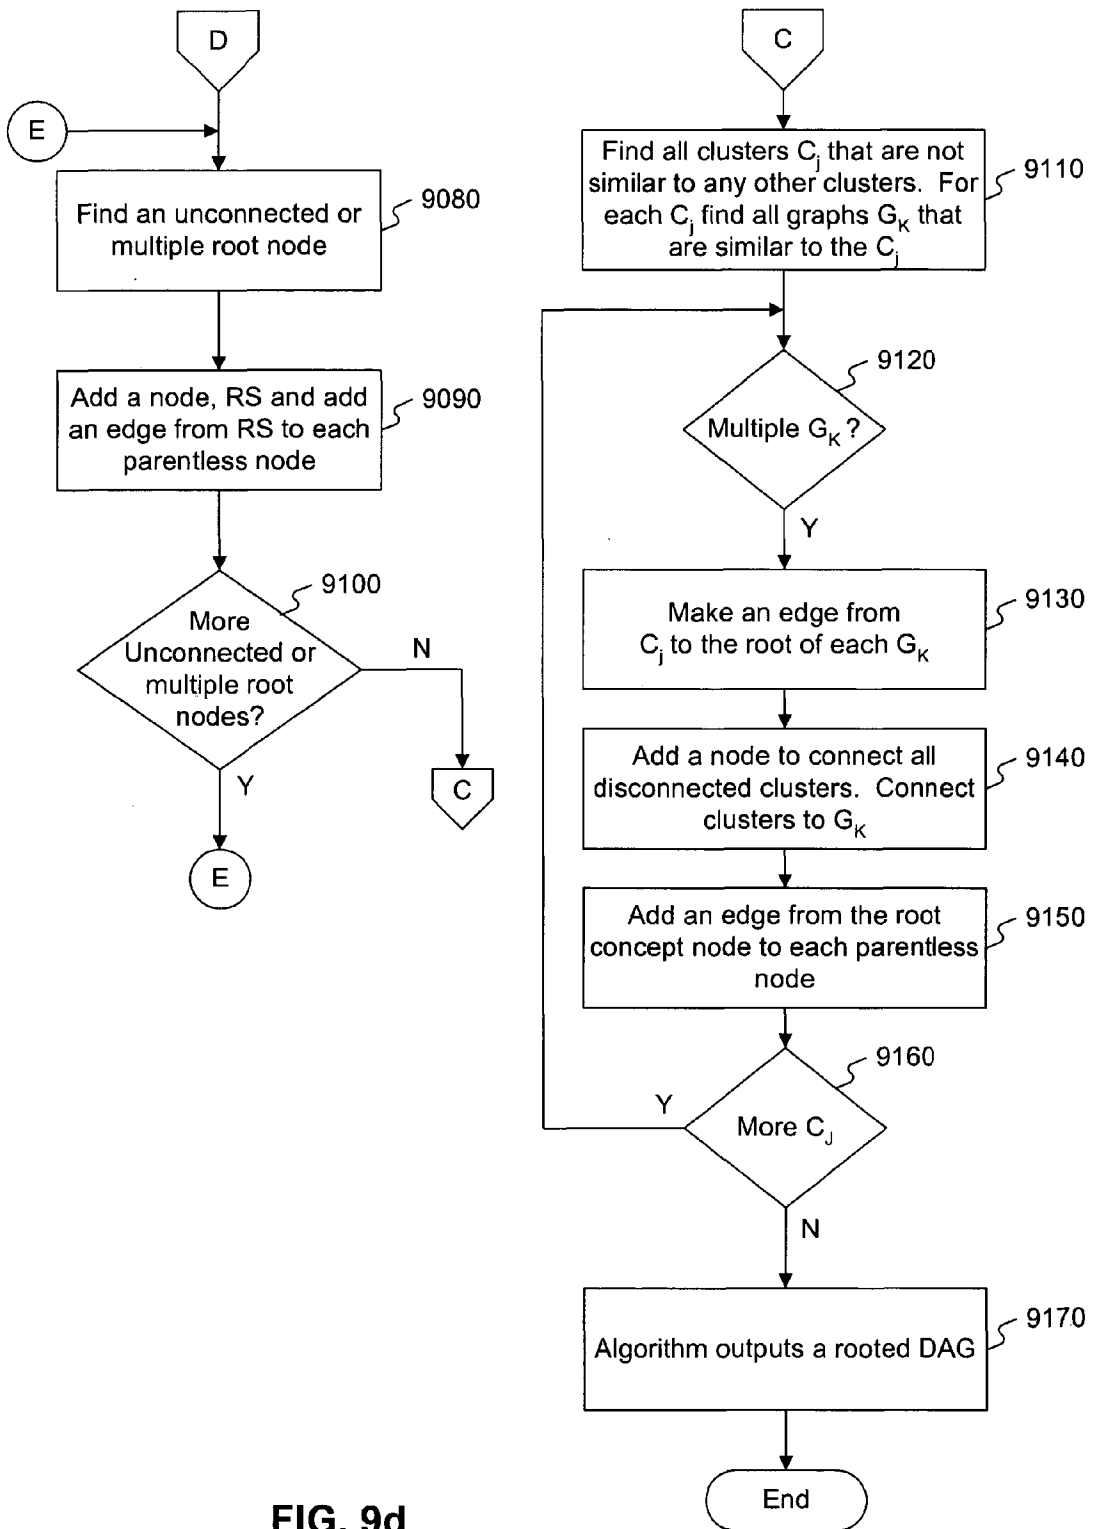 D
E
Find an unconnected or
multiple root node
9080
Add a node, RS and add
an edge from RS to each
parentless node
9090
More
Unconnected or
multiple root
nodes?
9100
N
Y
C
E
C
Find all clusters Cj that are not
similar to any other clusters. For
each Cj find all graphs GK that
are similar to the Cj
9110
9120
Multiple GK ?
Y
Make an edge from
Cj to the root of each GK
9130
Add a node to connect all
disconnected clusters. Connect
clusters to GK
9140
Add an edge from the root
concept node to each parentless
node
9150
9160
Y
More CJ
N
Algorithm outputs a rooted DAG
9170
End
FIG. 9d